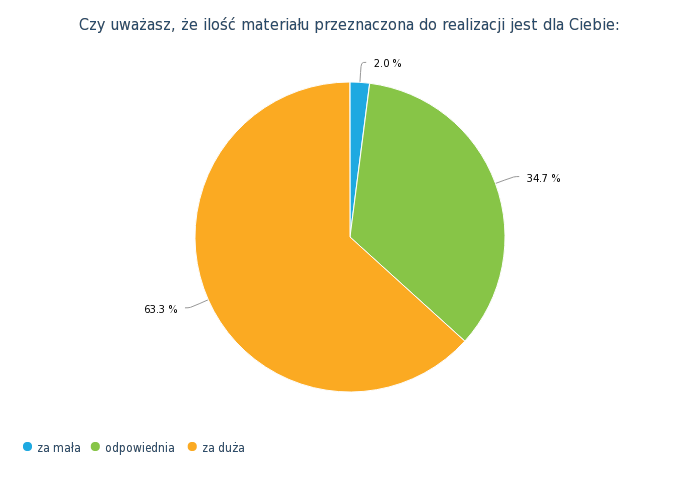 Czy uważasz, że ilość materiału przeznaczona do realizacji jest dla Ciebie:
2.0 %
34.7 %
63.3 %
za mała odpowiednia za duża